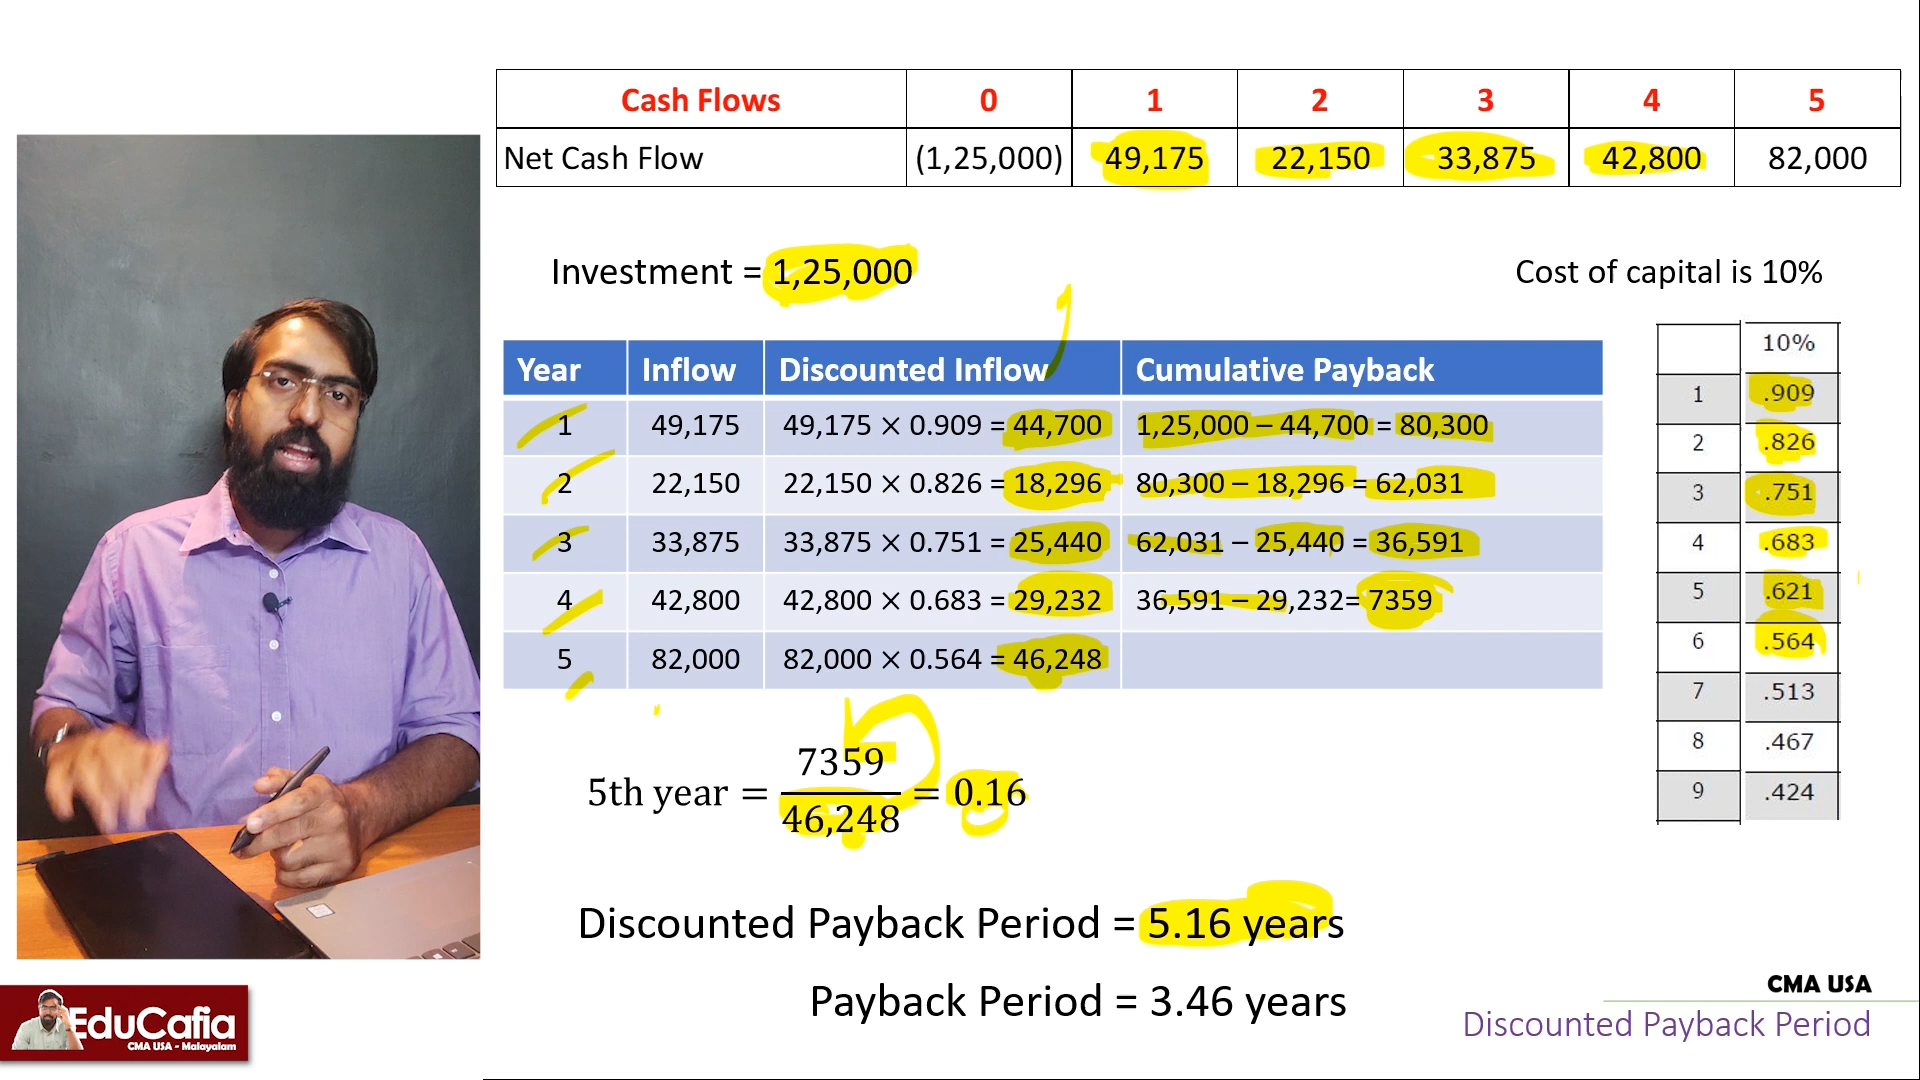 Cash Flows 0 1 2 3 4 5
Net Cash Flow (1,25,000) 49,175 22,150 33,875 42,800 82,000
Investment = 1,25,000
Cost of capital is 10%
Year Inflow Discounted Inflow Cumulative Payback
1 49,175 49,175 × 0.909 = 44,700 1,25,000 – 44,700 = 80,300
2 22,150 22,150 × 0.826 = 18,296 80,300 – 18,296 = 62,031
3 33,875 33,875 × 0.751 = 25,440 62,031 – 25,440 = 36,591
4 42,800 42,800 × 0.683 = 29,232 36,591 – 29,232= 7359
5 82,000 82,000 × 0.564 = 46,248
10%
1 .909
2 .826
3 .751
4 .683
5 .621
6 .564
7 .513
8 .467
9 .424
5th year = 7359 / 46,248 = 0.16
Discounted Payback Period = 5.16 years
Payback Period = 3.46 years
EduCafia
CMA USA - Malayalam
CMA USA
Discounted Payback Period